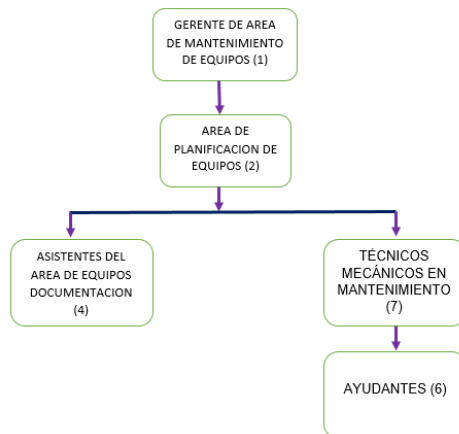 GERENTE DE AREA
DE MANTENIMIENTO
DE EQUIPOS (1)
AREA DE
PLANIFICACION DE
EQUIPOS (2)
ASISTENTES DEL
AREA DE EQUIPOS
DOCUMENTACION
(4)
TÉCNICOS
MECÁNICOS EN
MANTENIMIENTO
(7)
AYUDANTES (6)